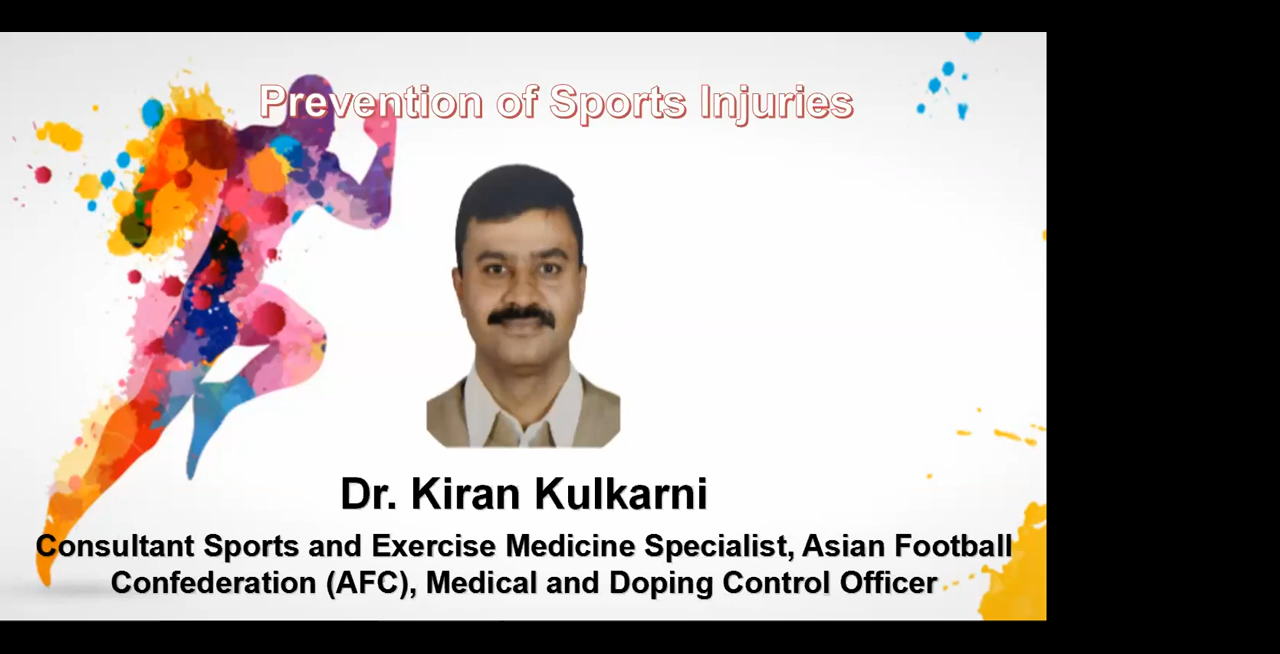 Prevention of Sports Injuries
Dr. Kiran Kulkarni
Consultant Sports and Exercise Medicine Specialist, Asian Football
Confederation (AFC), Medical and Doping Control Officer